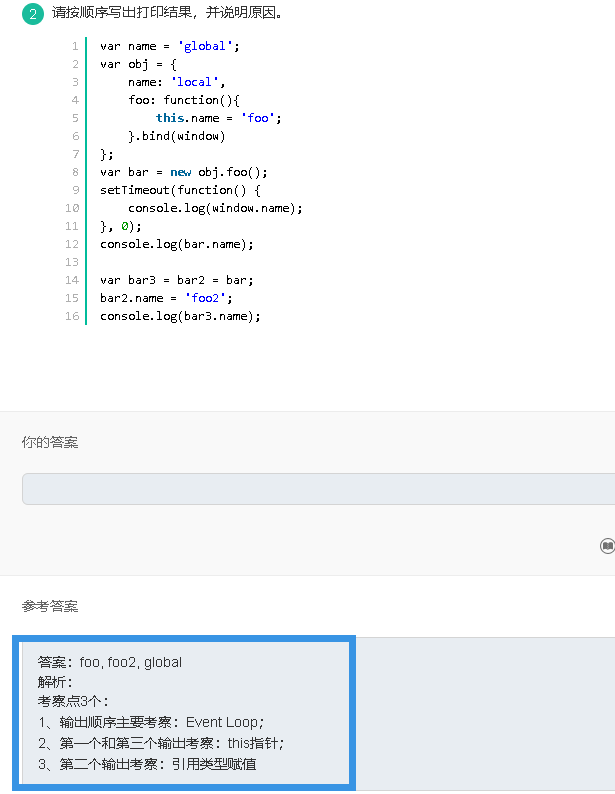 2 请按顺序写出打印结果，并说明原因。
1 var name = 'global';
2 var obj = {
3     name: 'local',
4     foo: function(){
5         this.name = 'foo';
6     }.bind(window)
7 };
8 var bar = new obj.foo();
9 setTimeout(function() {
10     console.log(window.name);
11 }, 0);
12 console.log(bar.name);
13
14 var bar3 = bar2 = bar;
15 bar2.name = 'foo2';
16 console.log(bar3.name);
你的答案
参考答案
答案：foo, foo2, global
解析：
考察点3个：
1、输出顺序主要考察：Event Loop；
2、第一个和第三个输出考察：this指针；
3、第二个输出考察：引用类型赋值